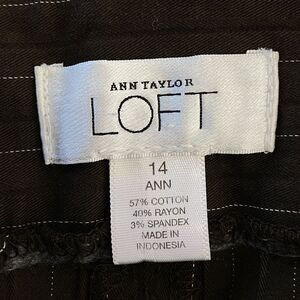 ANN TAYLOR
LOFT
14
ANN
57% COTTON
40% RAYON
3% SPANDEX
MADE IN
INDONESIA